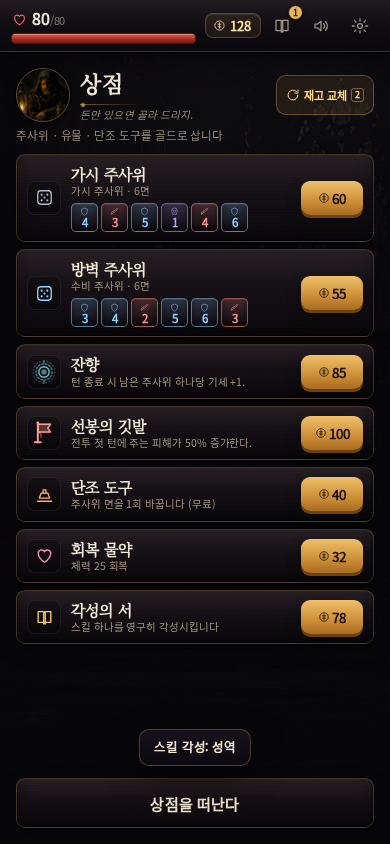 80/80
128
1
상점
돈만 있으면 골라 드리지.
재고 교체 2
주사위 · 유물 · 단조 도구를 골드로 삽니다
가시 주사위
가시 주사위 · 6면
4 3 5 1 4 6
60
방벽 주사위
수비 주사위 · 6면
3 4 2 5 6 3
55
잔향
턴 종료 시 남은 주사위 하나당 기세 +1.
85
선봉의 깃발
전투 첫 턴에 주는 피해가 50% 증가한다.
100
단조 도구
주사위 면을 1회 바꿉니다 (무료)
40
회복 물약
체력 25 회복
32
각성의 서
스킬 하나를 영구히 각성시킵니다
78
스킬 각성: 성역
상점을 떠난다